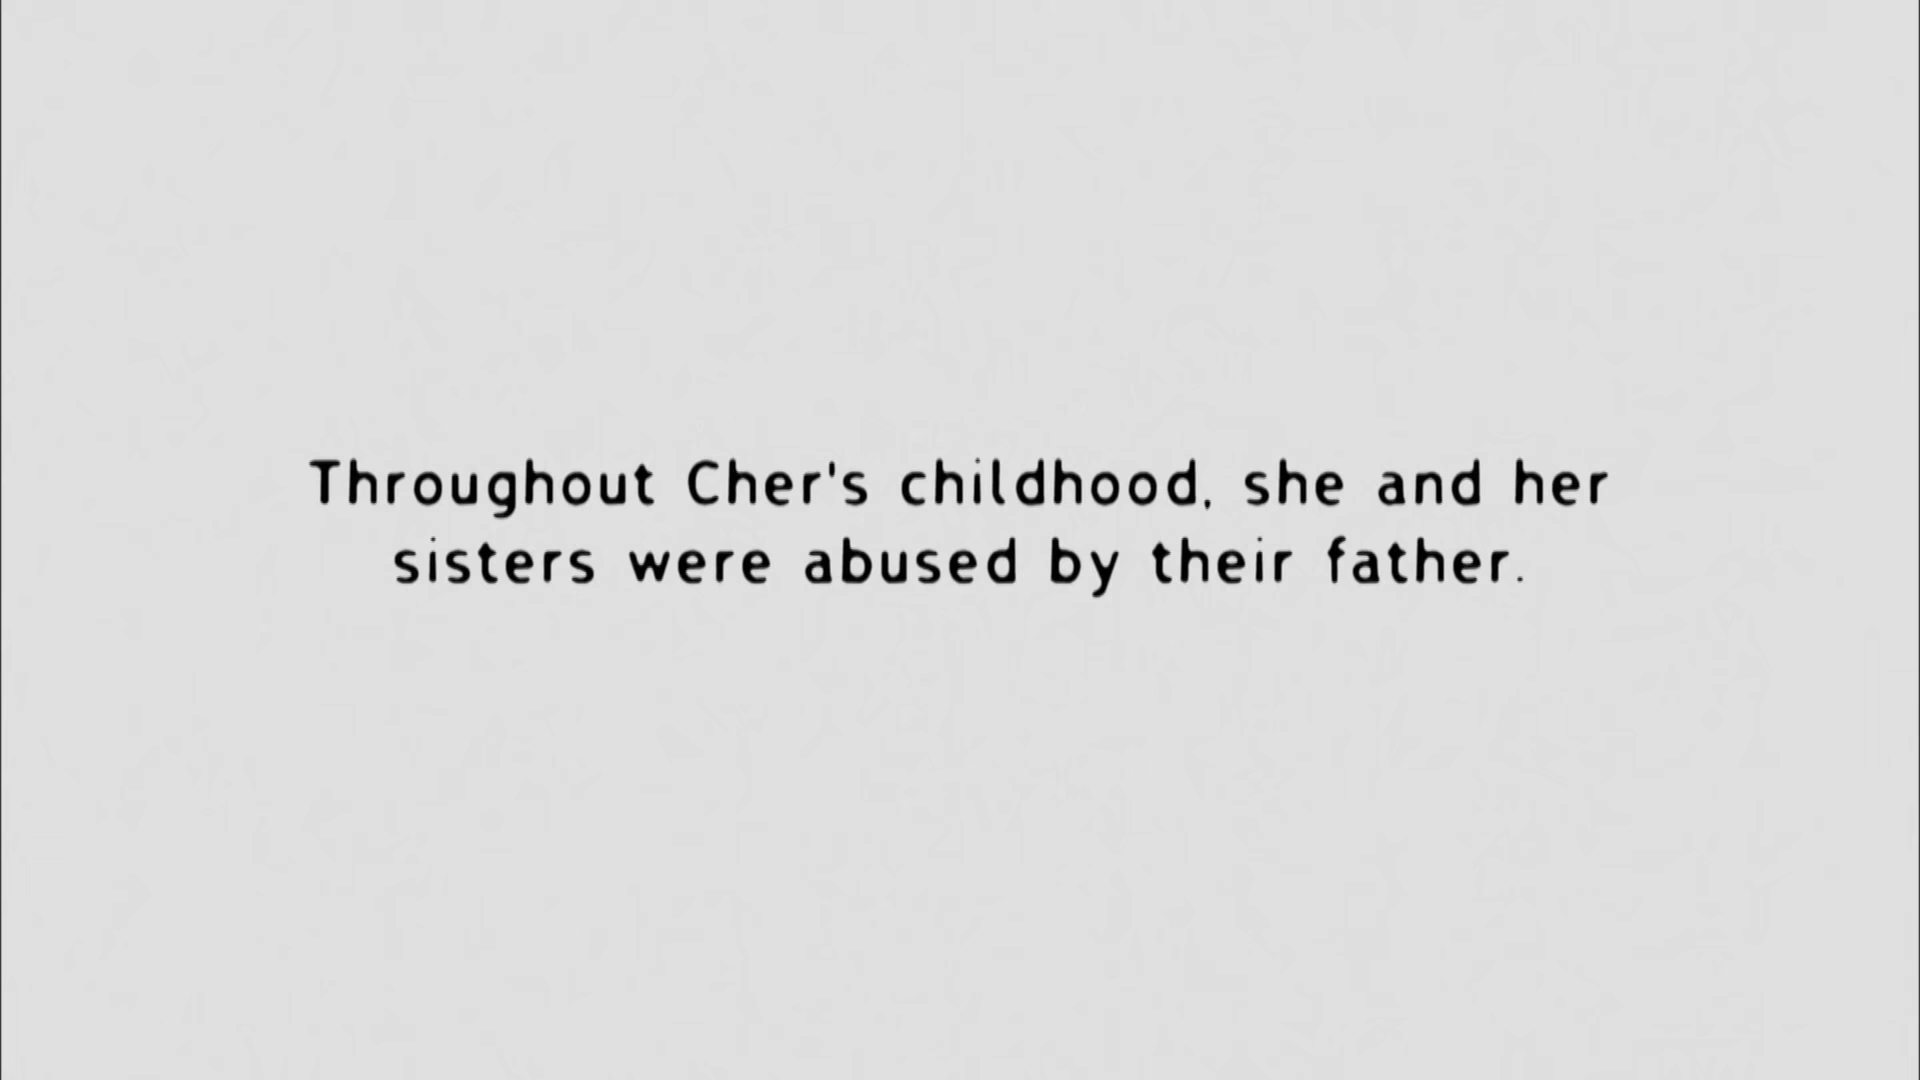 Throughout Cher's childhood, she and her
sisters were abused by their father.